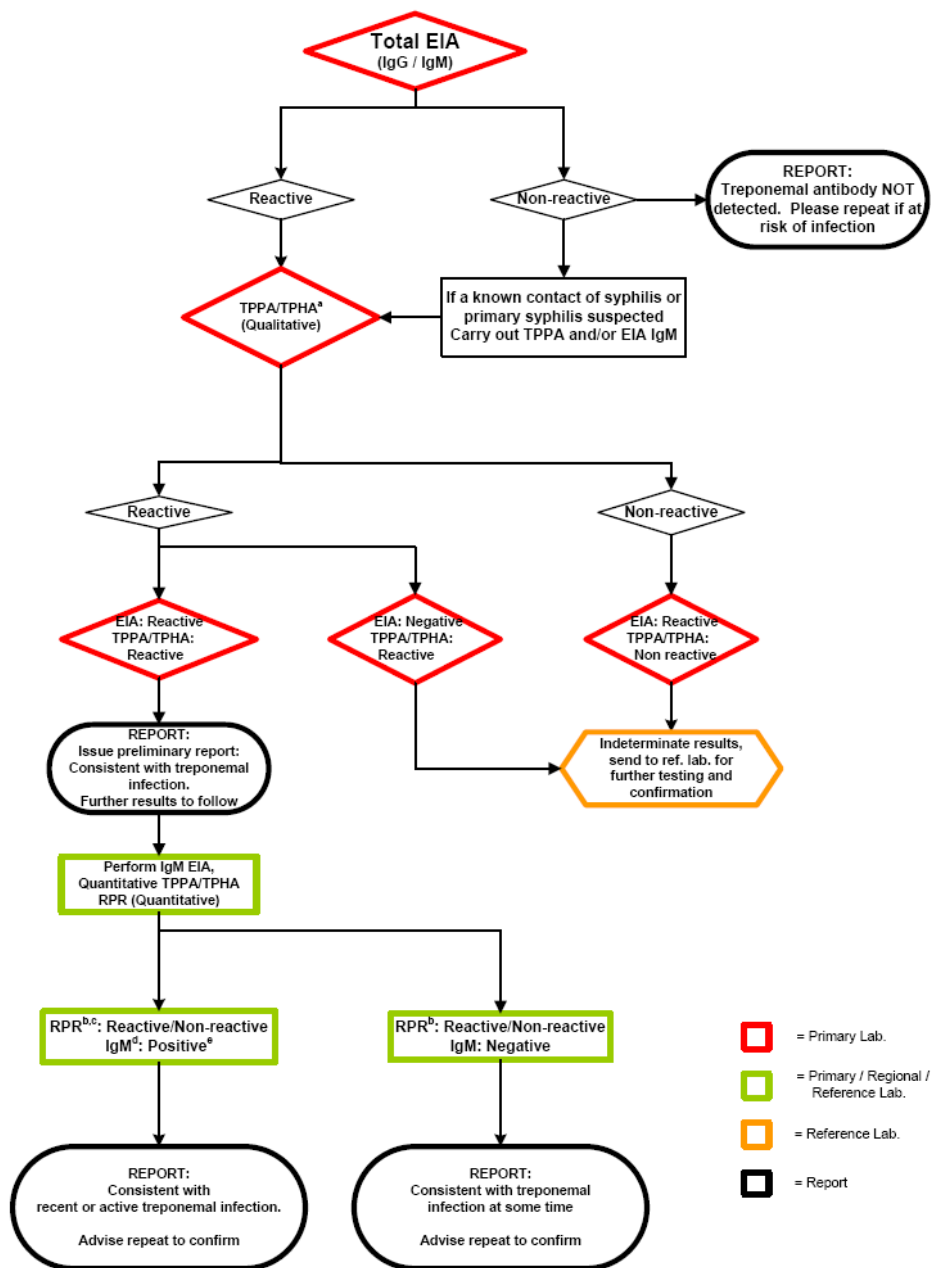 Total EIA
(IgG / IgM)
Reactive
Non-reactive
REPORT:
Treponemal antibody NOT
detected. Please repeat if at
risk of infection
TPPA/TPHAa
(Qualitative)
If a known contact of syphilis or
primary syphilis suspected
Carry out TPPA and/or EIA IgM
Reactive
Non-reactive
EIA: Reactive
TPPA/TPHA:
Reactive
EIA: Negative
TPPA/TPHA:
Reactive
EIA: Reactive
TPPA/TPHA:
Non reactive
REPORT:
Issue preliminary report:
Consistent with treponemal
infection.
Further results to follow
Indeterminate results,
send to ref. lab. for
further testing and
confirmation
Perform IgM EIA,
Quantitative TPPA/TPHA
RPR (Quantitative)
RPRb,c: Reactive/Non-reactive
IgMd: Positivee
RPRb: Reactive/Non-reactive
IgM: Negative
= Primary Lab.
= Primary / Regional /
Reference Lab.
= Reference Lab.
= Report
REPORT:
Consistent with
recent or active treponemal infection.
Advise repeat to confirm
REPORT:
Consistent with treponemal
infection at some time
Advise repeat to confirm